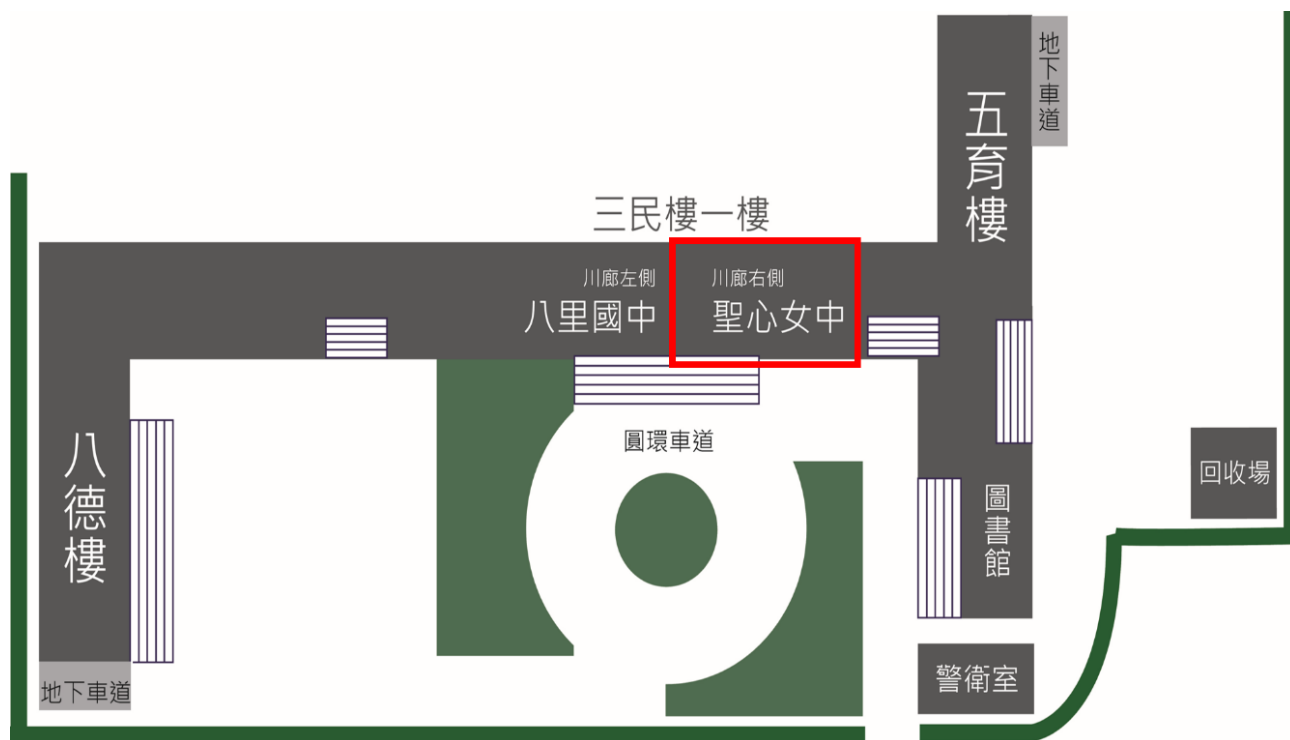 地下車道
五育樓
三民樓一樓
川廊左側
八里國中
川廊右側
聖心女中
圓環車道
八德樓
圖書館
回收場
地下車道
警衛室